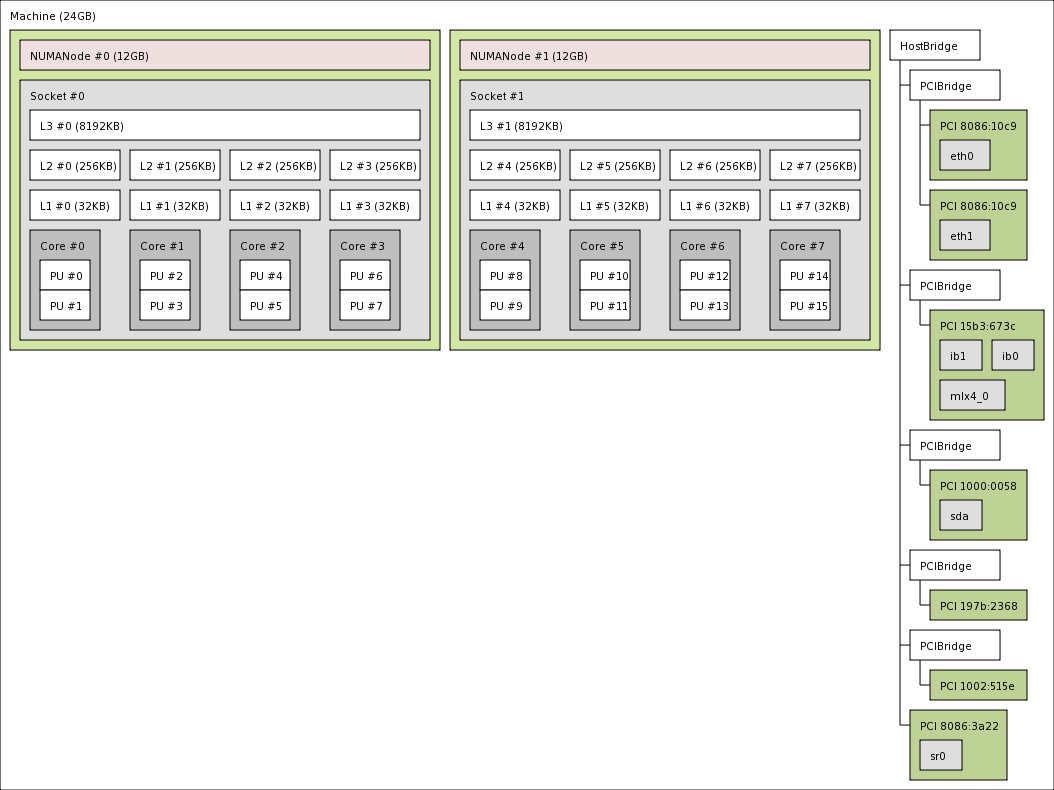 Machine (24GB)
NUMANode #0 (12GB)
Socket #0
L3 #0 (8192KB)
L2 #0 (256KB) L2 #1 (256KB) L2 #2 (256KB) L2 #3 (256KB)
L1 #0 (32KB) L1 #1 (32KB) L1 #2 (32KB) L1 #3 (32KB)
Core #0 Core #1 Core #2 Core #3
PU #0 PU #2 PU #4 PU #6
PU #1 PU #3 PU #5 PU #7
NUMANode #1 (12GB)
Socket #1
L3 #1 (8192KB)
L2 #4 (256KB) L2 #5 (256KB) L2 #6 (256KB) L2 #7 (256KB)
L1 #4 (32KB) L1 #5 (32KB) L1 #6 (32KB) L1 #7 (32KB)
Core #4 Core #5 Core #6 Core #7
PU #8 PU #10 PU #12 PU #14
PU #9 PU #11 PU #13 PU #15
HostBridge
PCIBridge
PCI 8086:10c9
eth0
PCI 8086:10c9
eth1
PCIBridge
PCI 15b3:673c
ib1 ib0
mlx4_0
PCIBridge
PCI 1000:0058
sda
PCIBridge
PCI 197b:2368
PCIBridge
PCI 1002:515e
PCI 8086:3a22
sr0